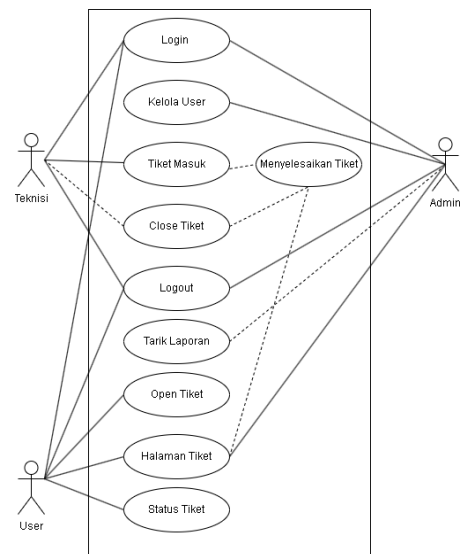 Login
Kelola User
Tiket Masuk
Menyelesaikan Tiket
Teknisi
Admin
Close Tiket
Logout
Tarik Laporan
Open Tiket
Halaman Tiket
Status Tiket
User